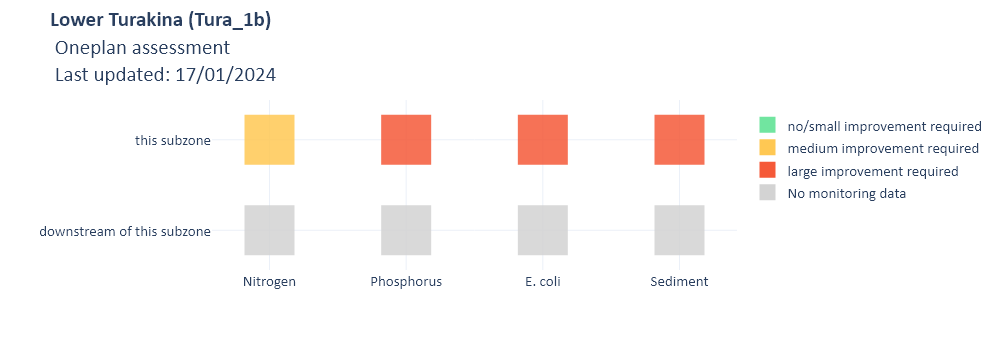 Lower Turakina (Tura_1b)
Oneplan assessment
Last updated: 17/01/2024
this subzone
downstream of this subzone
Nitrogen
Phosphorus
E. coli
Sediment
no/small improvement required
medium improvement required
large improvement required
No monitoring data